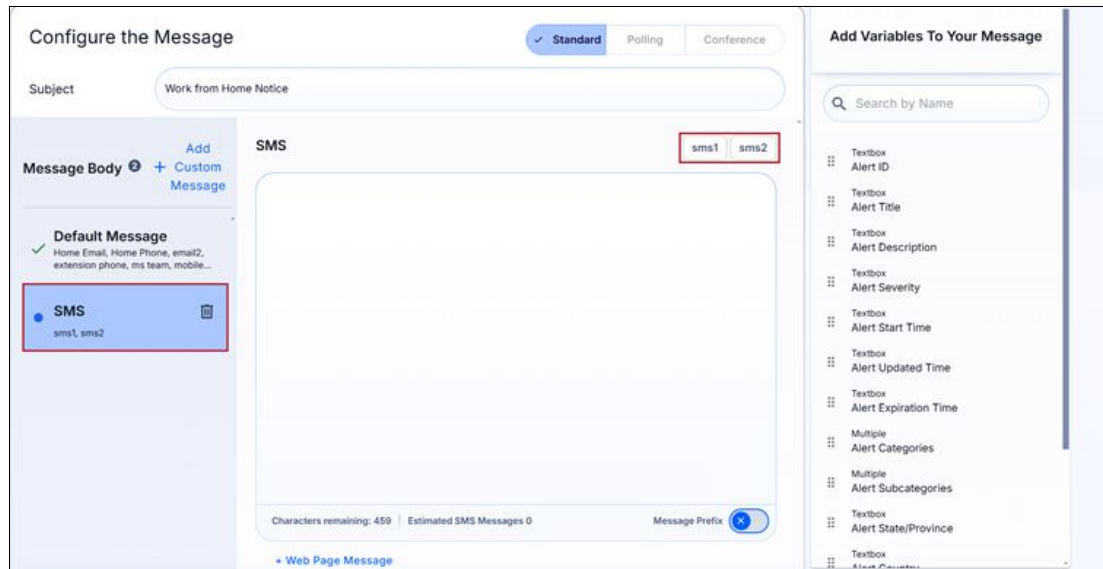 Configure the Message
Standard
Polling
Conference
Subject
Work from Home Notice
Message Body 2
+ Add Custom Message
Default Message
Home Email, Home Phone, email2,
extension phone, ms team, mobile...
SMS
sms1, sms2
SMS
sms1
sms2
Characters remaining: 459
Estimated SMS Messages 0
Message Prefix
+ Web Page Message
Add Variables To Your Message
Search by Name
Textbox
Alert ID
Textbox
Alert Title
Textbox
Alert Description
Textbox
Alert Severity
Textbox
Alert Start Time
Textbox
Alert Updated Time
Textbox
Alert Expiration Time
Multiple
Alert Categories
Multiple
Alert Subcategories
Textbox
Alert State/Province
Textbox
Alert Country